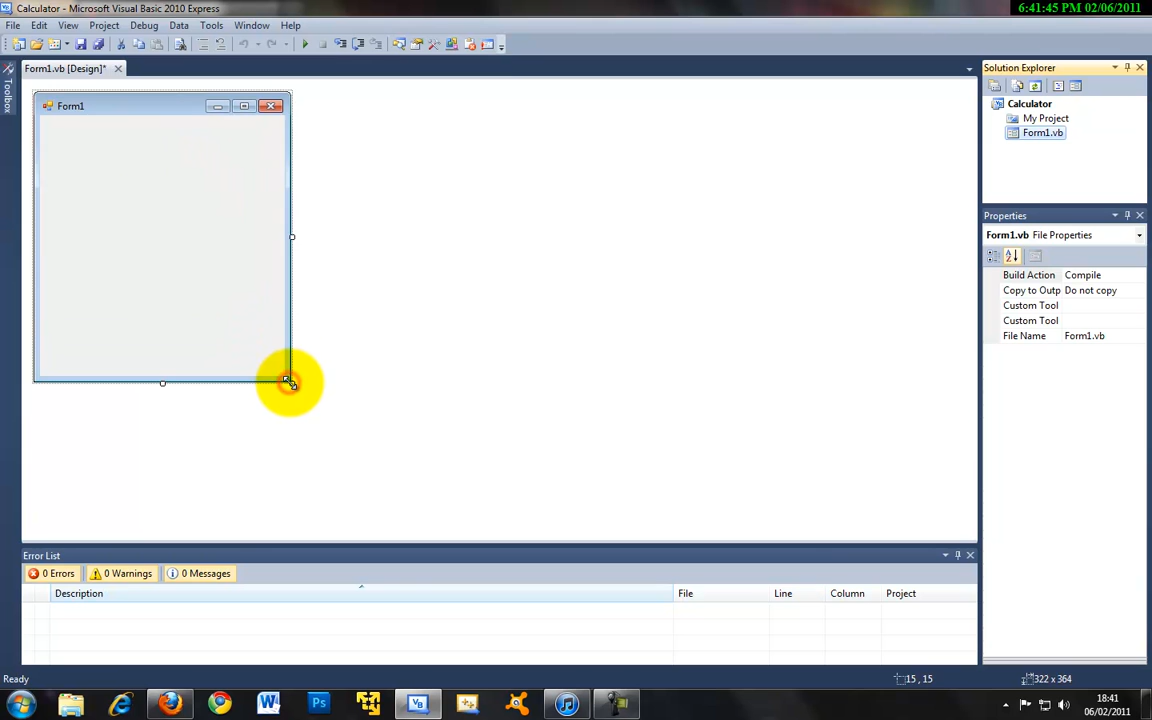 Calculator - Microsoft Visual Basic 2010 Express
6:41:45 PM 02/06/2011
File Edit View Project Debug Data Tools Window Help
Form1.vb [Design]*
Toolbox
Form1
Solution Explorer
Calculator
My Project
Form1.vb
Properties
Form1.vb File Properties
Build Action Compile
Copy to Outp Do not copy
Custom Tool
Custom Tool
File Name Form1.vb
Error List
0 Errors 0 Warnings 0 Messages
Description File Line Column Project
Ready 15 , 15 322 x 364
18:41
06/02/2011